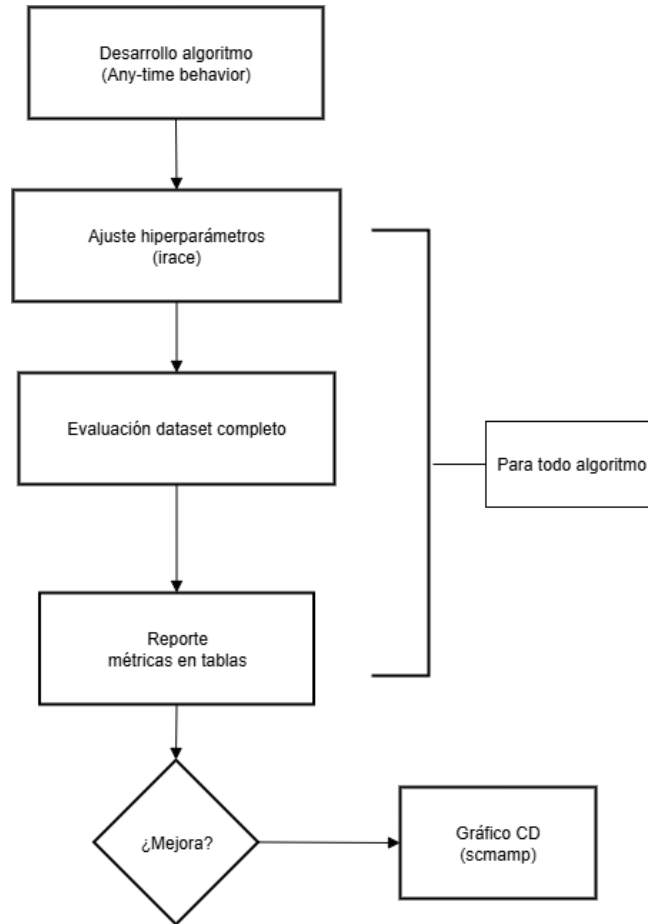 Desarrollo algoritmo
(Any-time behavior)
Ajuste hiperparámetros
(irace)
Evaluación dataset completo
Para todo algoritmo
Reporte
métricas en tablas
¿Mejora?
Gráfico CD
(scmamp)